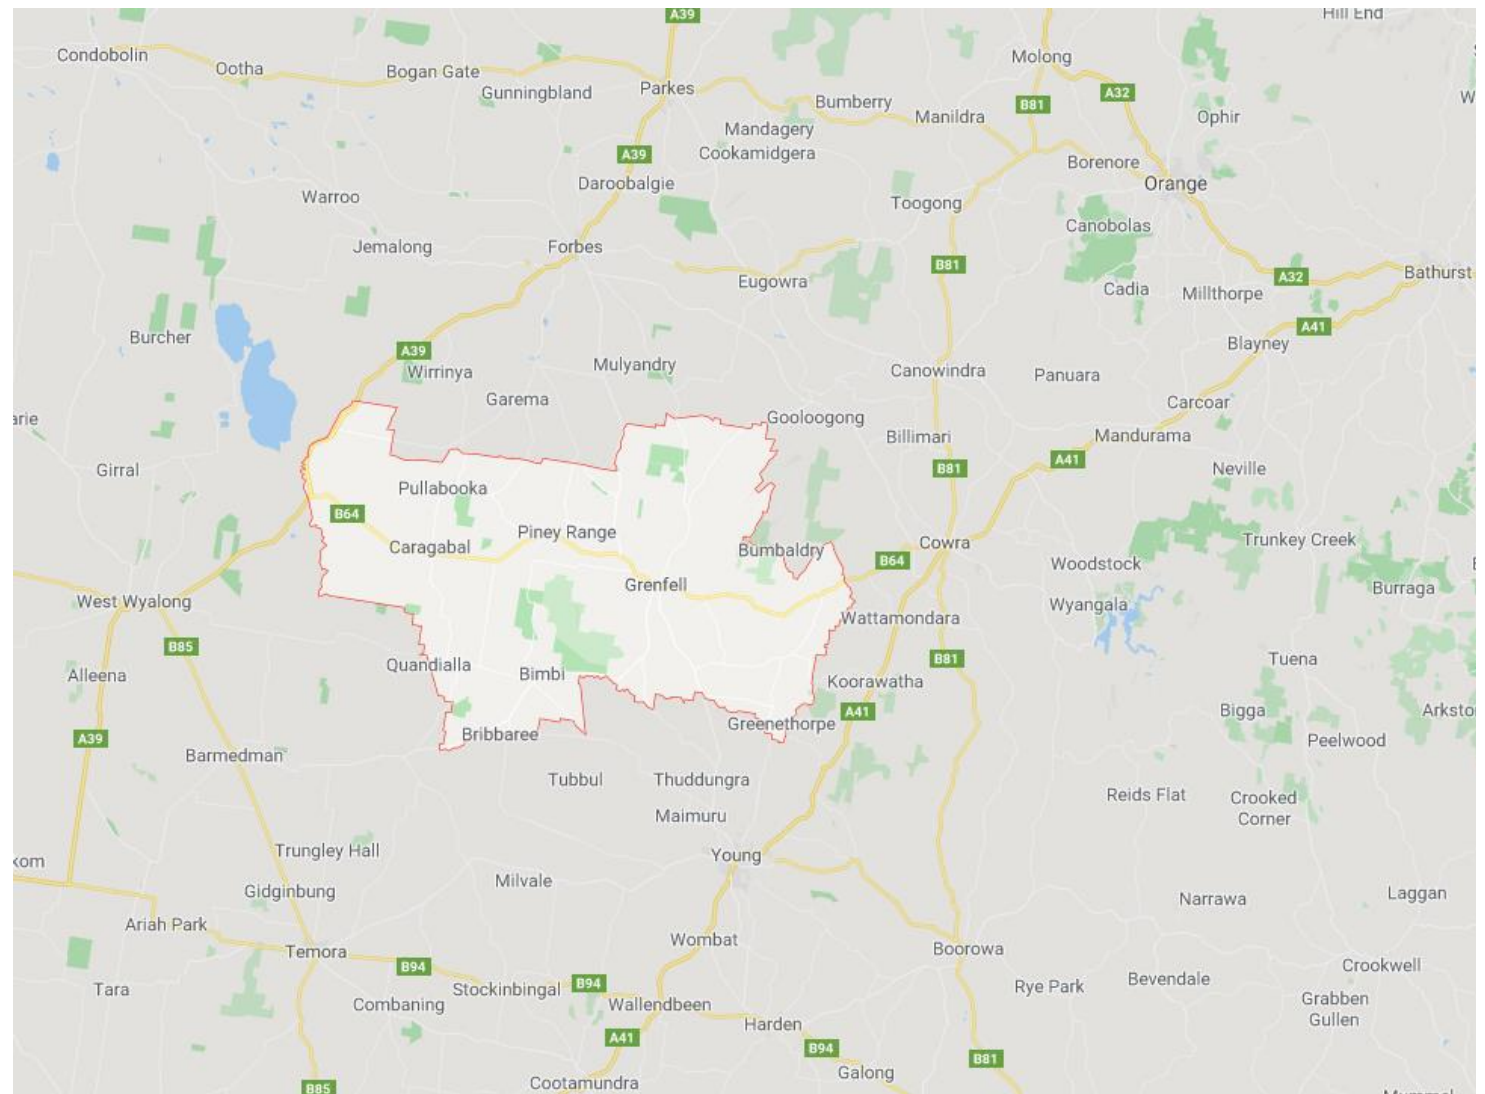 A39
Hill End
Condobolin
Molong
Ootha
Bogan Gate
Gunningbland
Parkes
A32
Bumberry
B81
Manildra
Ophir
Mandagery
Cookamidgera
A39
Borenore
Daroobalgie
Orange
Warroo
Toogong
Canobolas
Jemalong
Forbes
B81
A32
Bathurst
Eugowra
Cadia
Millthorpe
A41
Burcher
Blayney
A39
Wirrinya
Mulyandry
Canowindra
Panuara
Garema
Carcoar
arie
Gooloogong
Billimari
Mandurama
A41
Girral
B81
Neville
Pullabooka
B64
Piney Range
Caragabal
Bumbaldry
Cowra
Trunkey Creek
B64
Woodstock
Grenfell
Burraga
West Wyalong
Wyangala
Wattamondara
B85
Quandialla
Bimbi
B81
Tuena
Alleena
Koorawatha
A41
Bigga
Arksto
Greenethorpe
A39
Bribbaree
Peelwood
Barmedman
Tubbul
Thuddungra
Reids Flat
Crooked
Corner
Maimuru
Trungley Hall
Young
kom
Milvale
Gidginbung
Narrawa
Laggan
Ariah Park
Wombat
Temora
Boorowa
B94
Crookwell
Tara
Stockinbingal
B94
Rye Park
Bevendale
Combaning
Wallendbeen
Grabben
Gullen
Harden
A41
B94
B81
Galong
Cootamundra
B85